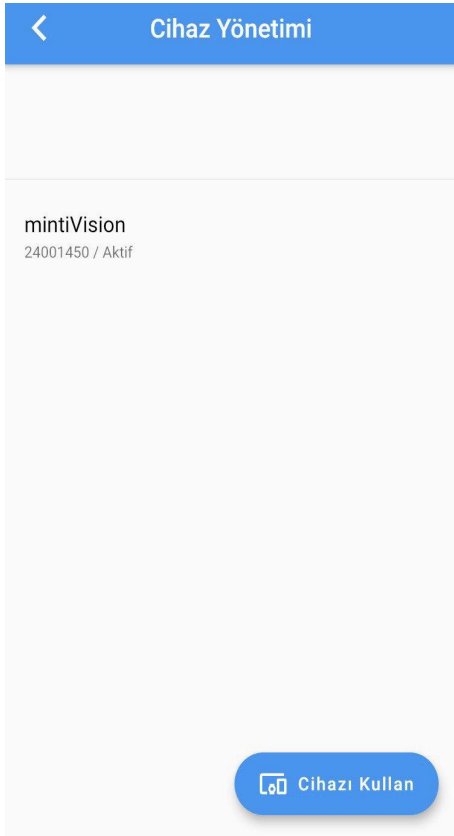 Cihaz Yönetimi
mintiVision
24001450 / Aktif
Cihazı Kullan